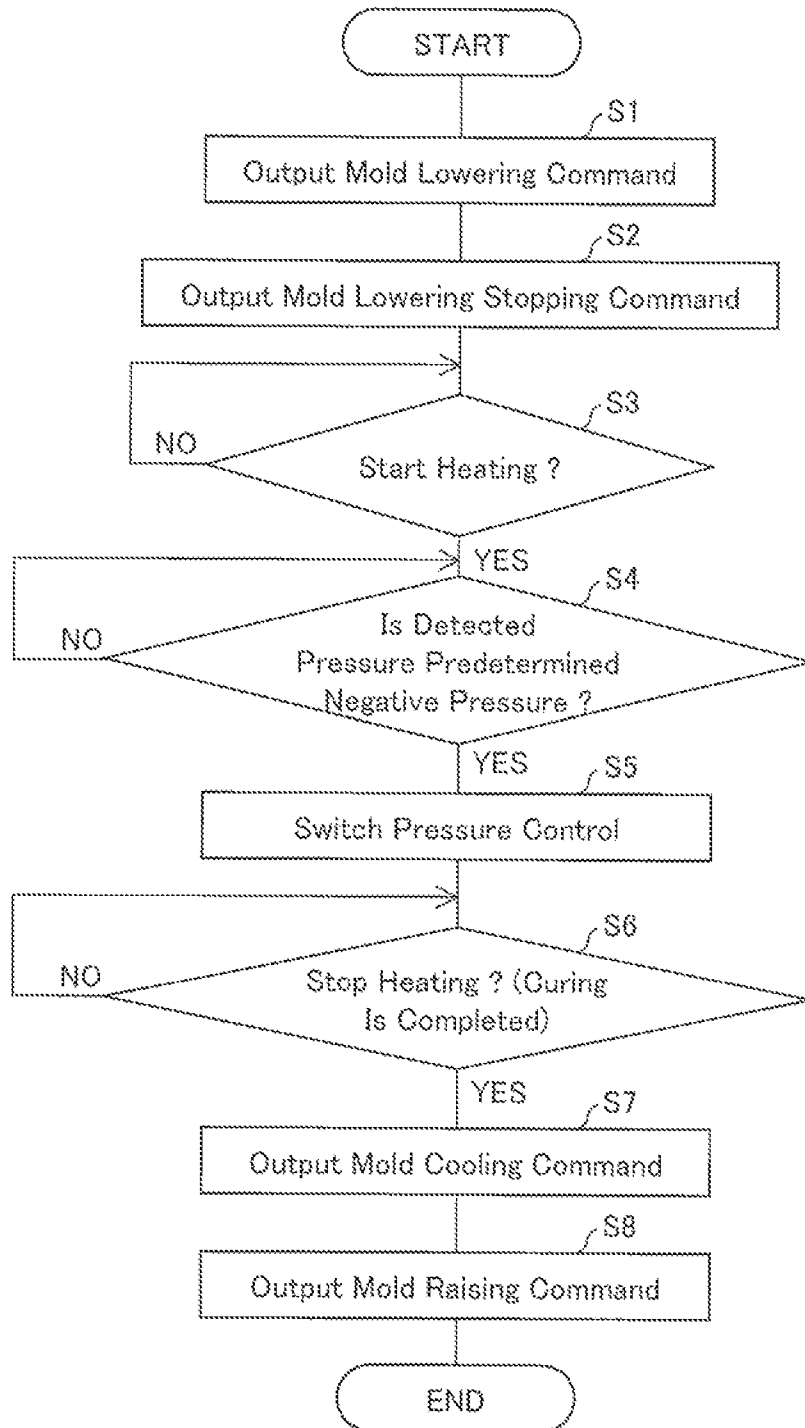 START
S1
Output Mold Lowering Command
S2
Output Mold Lowering Stopping Command
S3
NO
Start Heating ?
YES
S4
NO
Is Detected
Pressure Predetermined
Negative Pressure ?
YES
S5
Switch Pressure Control
S6
NO
Stop Heating ? (Curing
Is Completed)
YES
S7
Output Mold Cooling Command
S8
Output Mold Raising Command
END